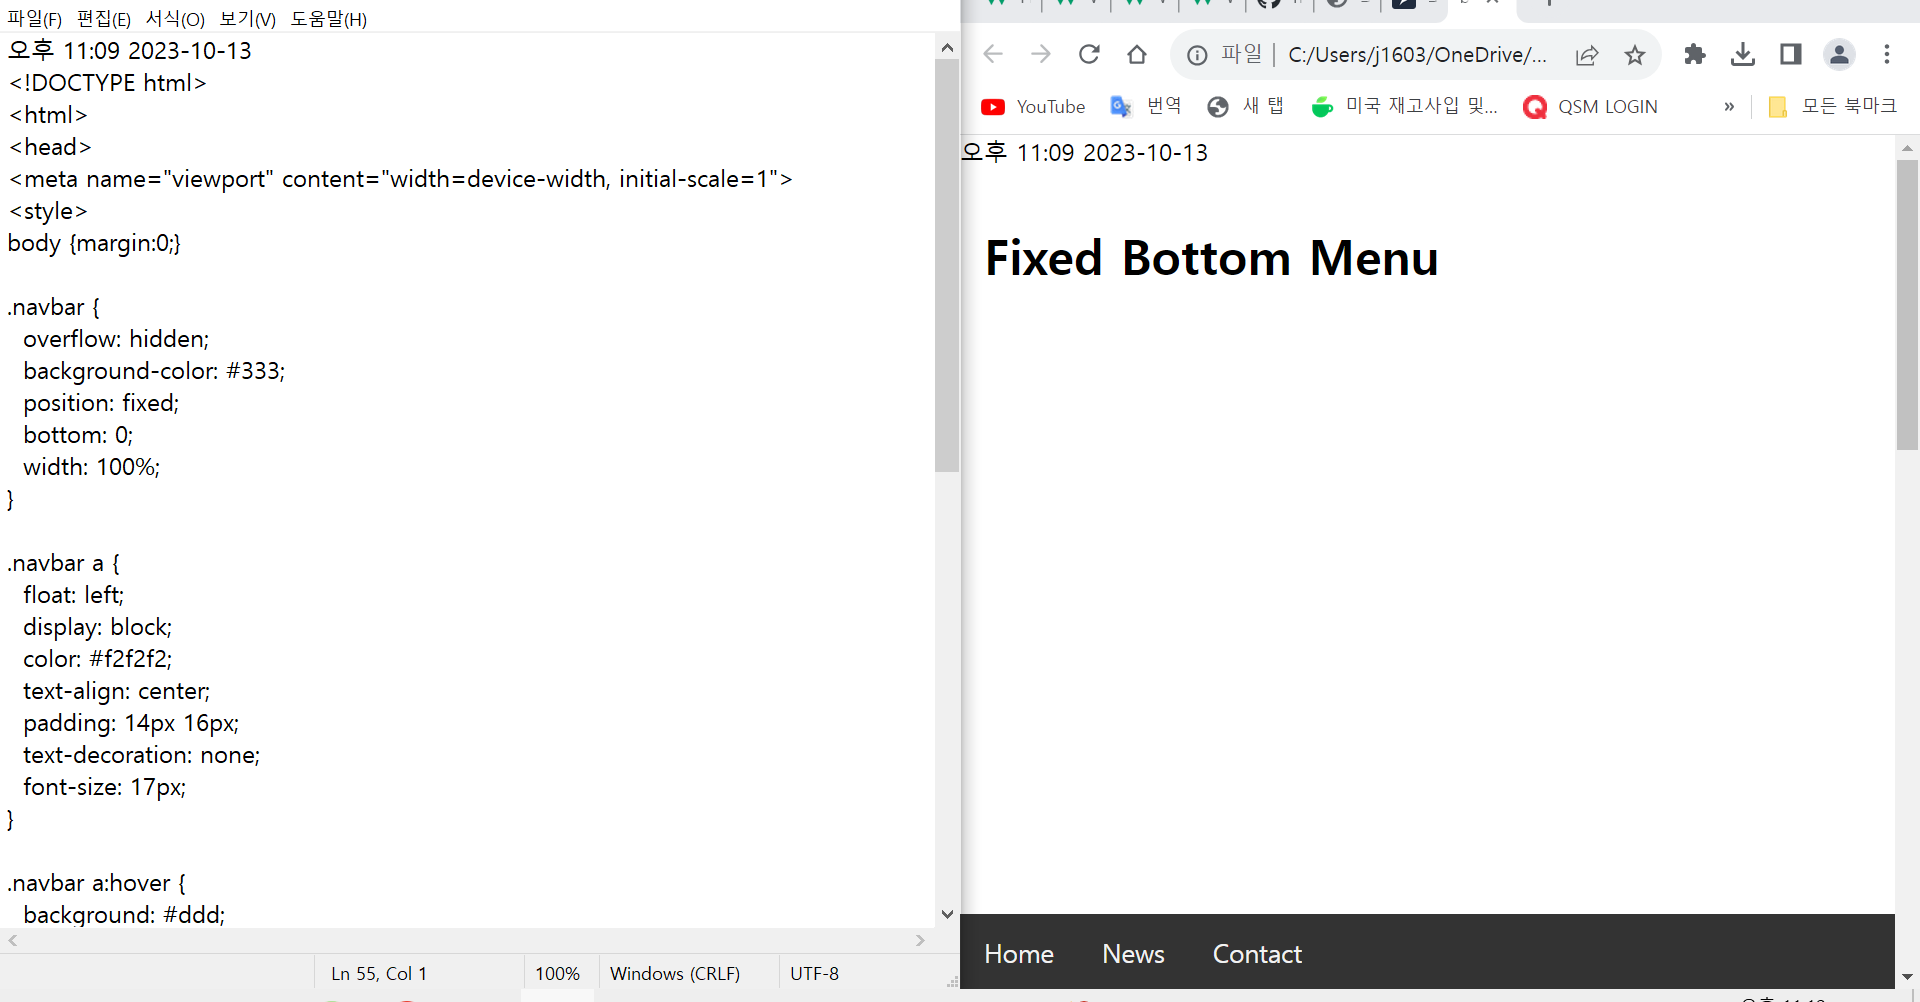 파일(F) 편집(E) 서식(O) 보기(V) 도움말(H)
오후 11:09 2023-10-13
<!DOCTYPE html>
<html>
<head>
<meta name="viewport" content="width=device-width, initial-scale=1">
<style>
body {margin:0;}
.navbar {
overflow: hidden;
background-color: #333;
position: fixed;
bottom: 0;
width: 100%;
}
.navbar a {
float: left;
display: block;
color: #f2f2f2;
text-align: center;
padding: 14px 16px;
text-decoration: none;
font-size: 17px;
}
.navbar a:hover {
background: #ddd;
Ln 55, Col 1 100% Windows (CRLF) UTF-8
파일 C:/Users/j1603/OneDrive/...
YouTube 번역 새 탭 미국 재고사입 및... QSM LOGIN » 모든 북마크
오후 11:09 2023-10-13
Fixed Bottom Menu
Home News Contact